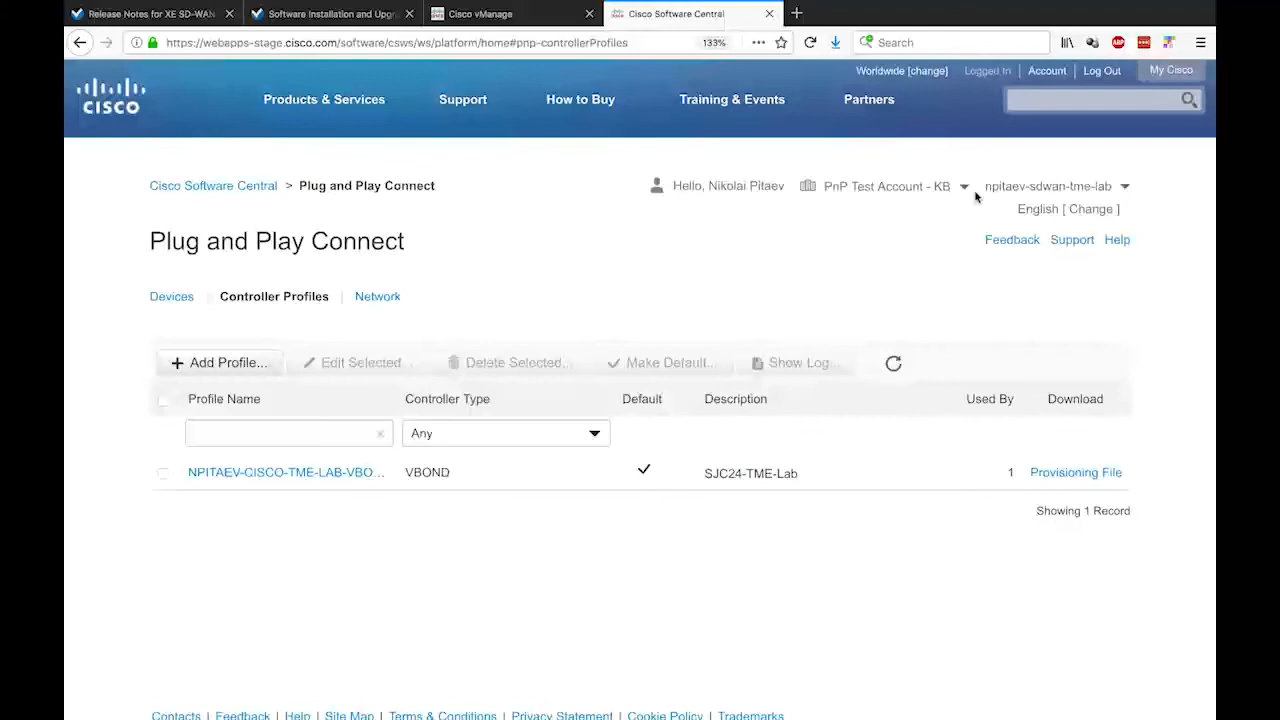 Release Notes for XE SD-WAN
Software Installation and Upgr
Cisco vManage
Cisco Software Central
https://webapps-stage.cisco.com/software/csws/ws/platform/home#pnp-controllerProfiles
133%
Search
Worldwide [change] Logged In Account Log Out My Cisco
CISCO
Products & Services Support How to Buy Training & Events Partners
Cisco Software Central > Plug and Play Connect
Hello, Nikolai Pitaev PnP Test Account - KB npitaev-sdwan-tme-lab
English [ Change ]
Plug and Play Connect
Feedback Support Help
Devices | Controller Profiles | Network
+ Add Profile... Edit Selected... Delete Selected... Make Default... Show Log...
Profile Name Controller Type Default Description Used By Download
Any
NPITAEV-CISCO-TME-LAB-VBO... VBOND SJC24-TME-Lab 1 Provisioning File
Showing 1 Record
Contacts | Feedback | Help | Site Map | Terms & Conditions | Privacy Statement | Cookie Policy | Trademarks